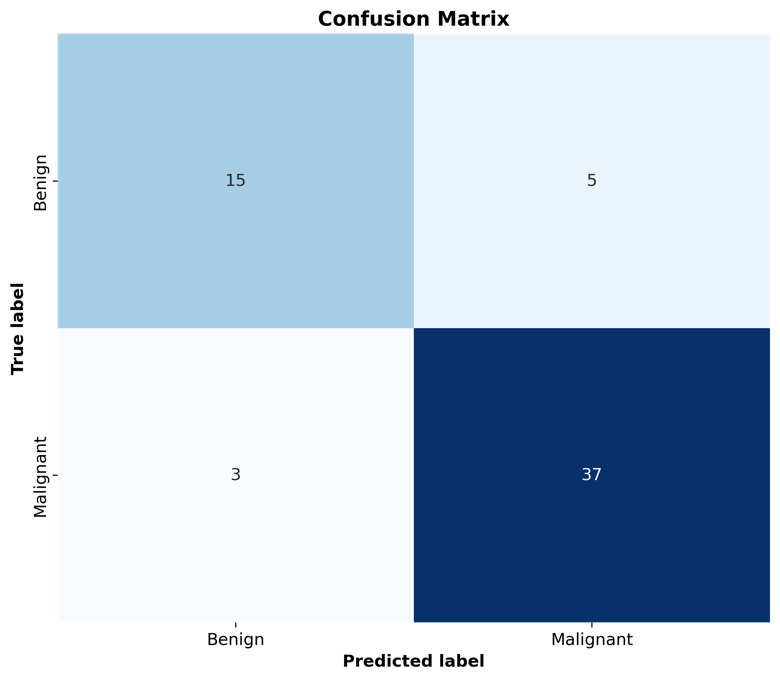 Confusion Matrix
True label
Benign
15
5
Malignant
3
37
Benign
Malignant
Predicted label